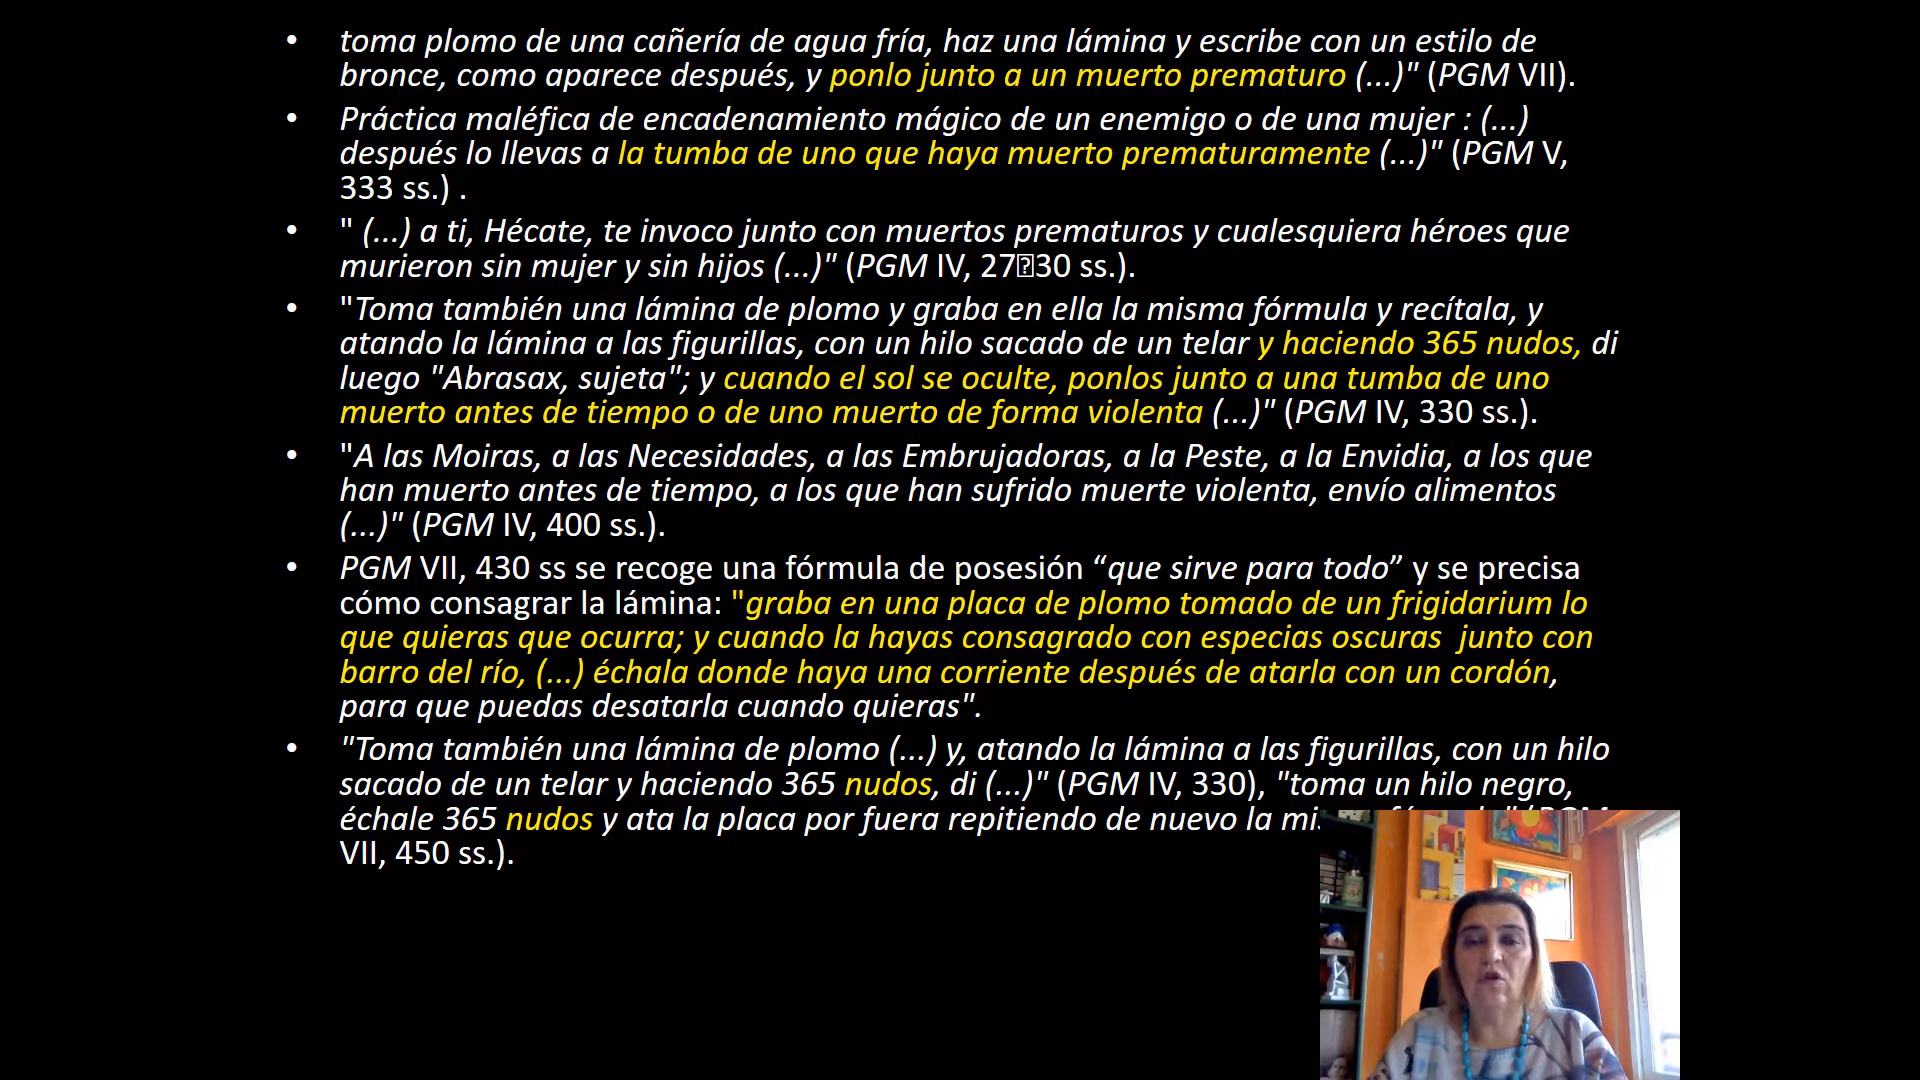 • toma plomo de una cañería de agua fría, haz una lámina y escribe con un estilo de
bronce, como aparece después, y ponlo junto a un muerto prematuro (...)" (PGM VII).
• Práctica maléfica de encadenamiento mágico de un enemigo o de una mujer : (...)
después lo llevas a la tumba de uno que haya muerto prematuramente (...)" (PGM V,
333 ss.) .
• " (...) a ti, Hécate, te invoco junto con muertos prematuros y cualesquiera héroes que
murieron sin mujer y sin hijos (...)" (PGM IV, 27⍰30 ss.).
• "Toma también una lámina de plomo y graba en ella la misma fórmula y recítala, y
atando la lámina a las figurillas, con un hilo sacado de un telar y haciendo 365 nudos, di
luego "Abrasax, sujeta"; y cuando el sol se oculte, ponlos junto a una tumba de uno
muerto antes de tiempo o de uno muerto de forma violenta (...)" (PGM IV, 330 ss.).
• "A las Moiras, a las Necesidades, a las Embrujadoras, a la Peste, a la Envidia, a los que
han muerto antes de tiempo, a los que han sufrido muerte violenta, envío alimentos
(...)" (PGM IV, 400 ss.).
• PGM VII, 430 ss se recoge una fórmula de posesión “que sirve para todo” y se precisa
cómo consagrar la lámina: "graba en una placa de plomo tomado de un frigidarium lo
que quieras que ocurra; y cuando la hayas consagrado con especias oscuras junto con
barro del río, (...) échala donde haya una corriente después de atarla con un cordón,
para que puedas desatarla cuando quieras".
• "Toma también una lámina de plomo (...) y, atando la lámina a las figurillas, con un hilo
sacado de un telar y haciendo 365 nudos, di (...)" (PGM IV, 330), "toma un hilo negro,
échale 365 nudos y ata la placa por fuera repitiendo de nuevo la
VII, 450 ss.).